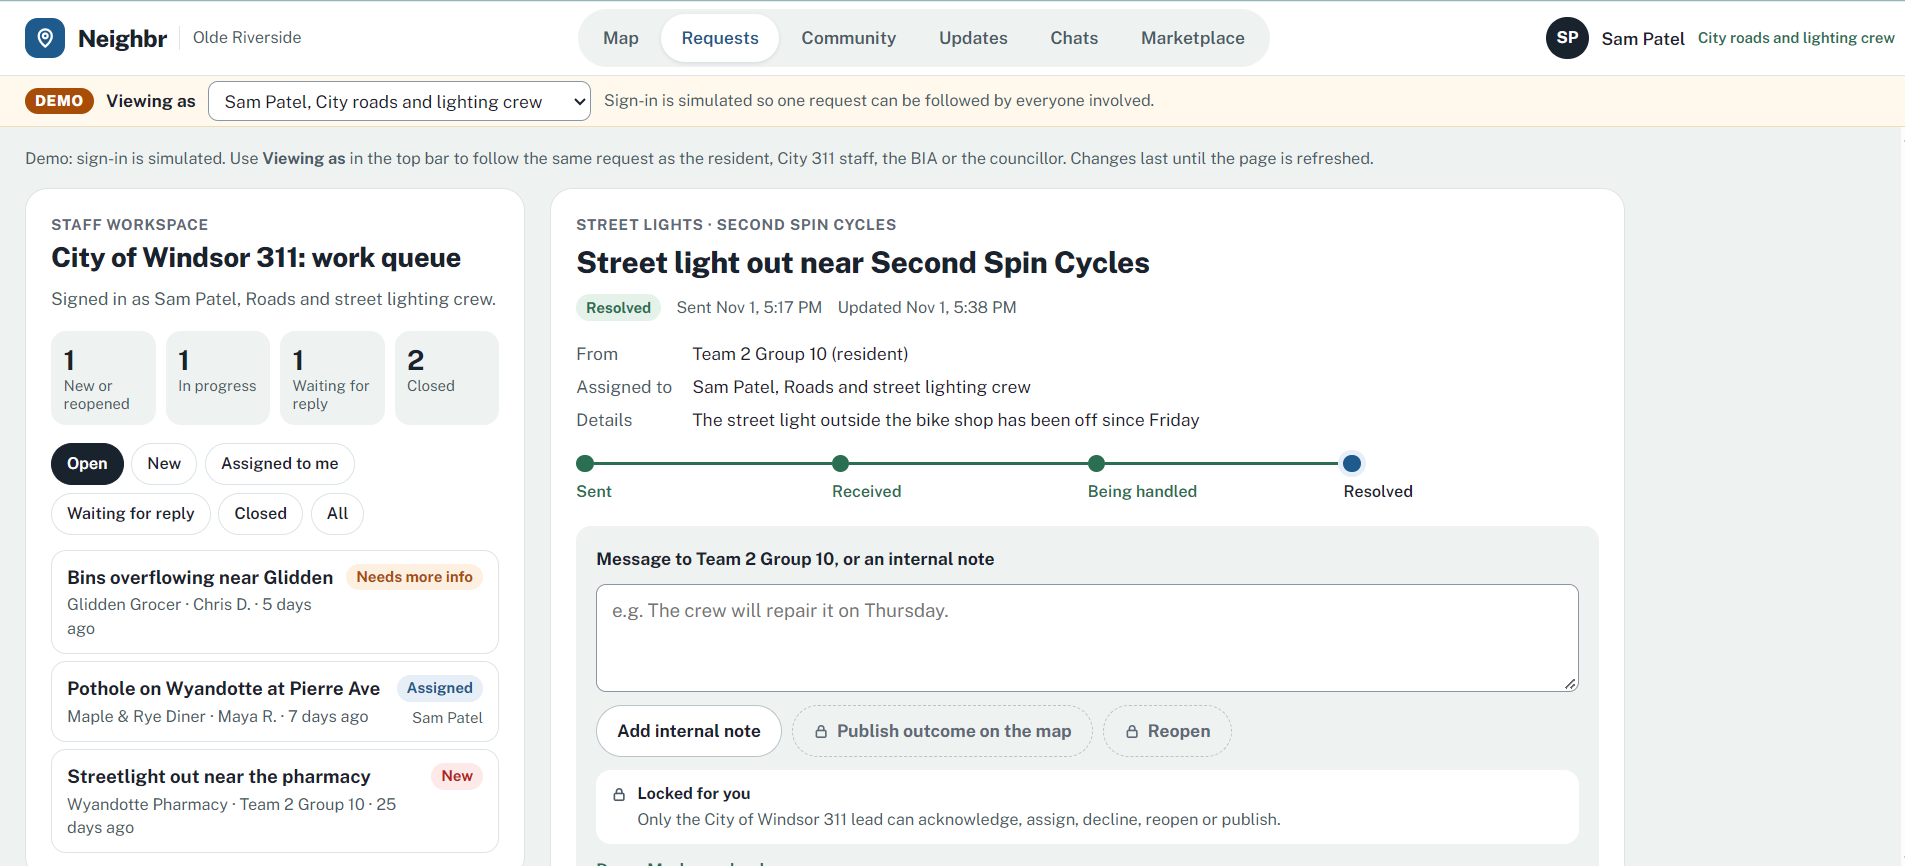 Neighbr
Olde Riverside
Map
Requests
Community
Updates
Chats
Marketplace
SP
Sam Patel
City roads and lighting crew
DEMO
Viewing as
Sam Patel, City roads and lighting crew
Sign-in is simulated so one request can be followed by everyone involved.
Demo: sign-in is simulated. Use Viewing as in the top bar to follow the same request as the resident, City 311 staff, the BIA or the councillor. Changes last until the page is refreshed.
STAFF WORKSPACE
City of Windsor 311: work queue
Signed in as Sam Patel, Roads and street lighting crew.
1
New or
reopened
1
In progress
1
Waiting for
reply
2
Closed
Open
New
Assigned to me
Waiting for reply
Closed
All
Bins overflowing near Glidden
Needs more info
Glidden Grocer · Chris D. · 5 days
ago
Pothole on Wyandotte at Pierre Ave
Assigned
Maple & Rye Diner · Maya R. · 7 days ago
Sam Patel
Streetlight out near the pharmacy
New
Wyandotte Pharmacy · Team 2 Group 10 · 25
days ago
STREET LIGHTS · SECOND SPIN CYCLES
Street light out near Second Spin Cycles
Resolved
Sent Nov 1, 5:17 PM
Updated Nov 1, 5:38 PM
From
Team 2 Group 10 (resident)
Assigned to
Sam Patel, Roads and street lighting crew
Details
The street light outside the bike shop has been off since Friday
Sent
Received
Being handled
Resolved
Message to Team 2 Group 10, or an internal note
e.g. The crew will repair it on Thursday.
Add internal note
Publish outcome on the map
Reopen
Locked for you
Only the City of Windsor 311 lead can acknowledge, assign, decline, reopen or publish.